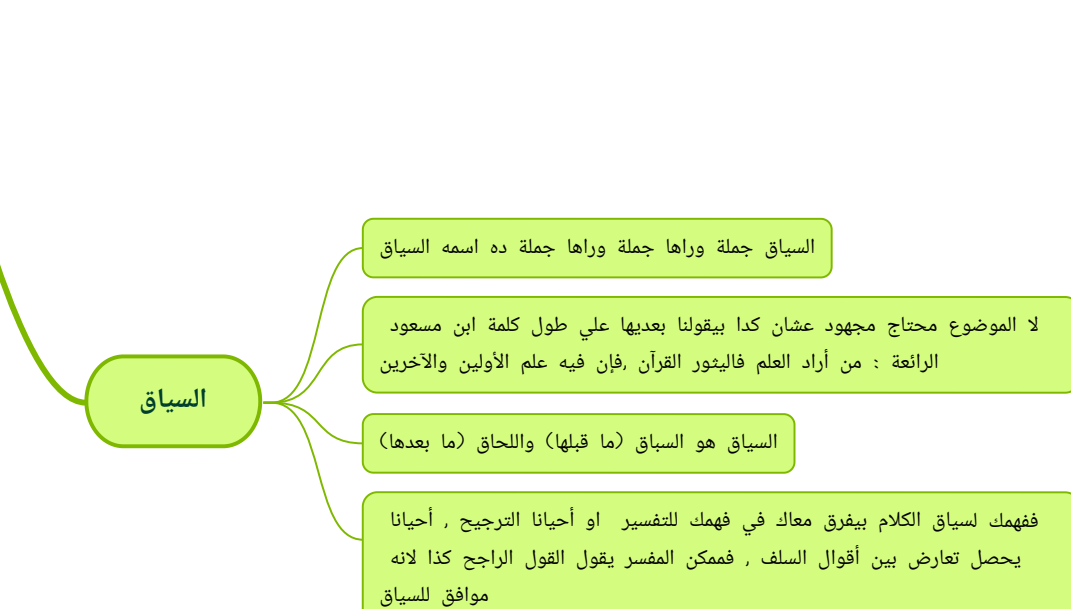 السياق
السياق جملة وراها جملة وراها جملة ده اسمه السياق
لا الموضوع محتاج مجهود عشان كدا بيقولنا بعديها علي طول كلمة ابن مسعود
الرائعة : من أراد العلم فاليثور القرآن ,فإن فيه علم الأولين والآخرين
السياق هو السباق (ما قبلها) واللحاق (ما بعدها)
ففهمك لسياق الكلام بيفرق معاك في فهمك للتفسير او أحيانا الترجيح , أحيانا
يحصل تعارض بين أقوال السلف , فممكن المفسر يقول القول الراجح كذا لانه
موافق للسياق